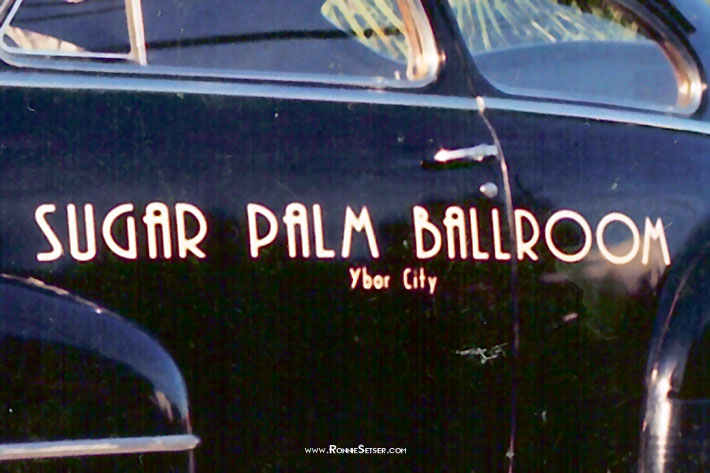 SUGAR PALM BALLROOM
Ybor City
www.RonnieSetser.com